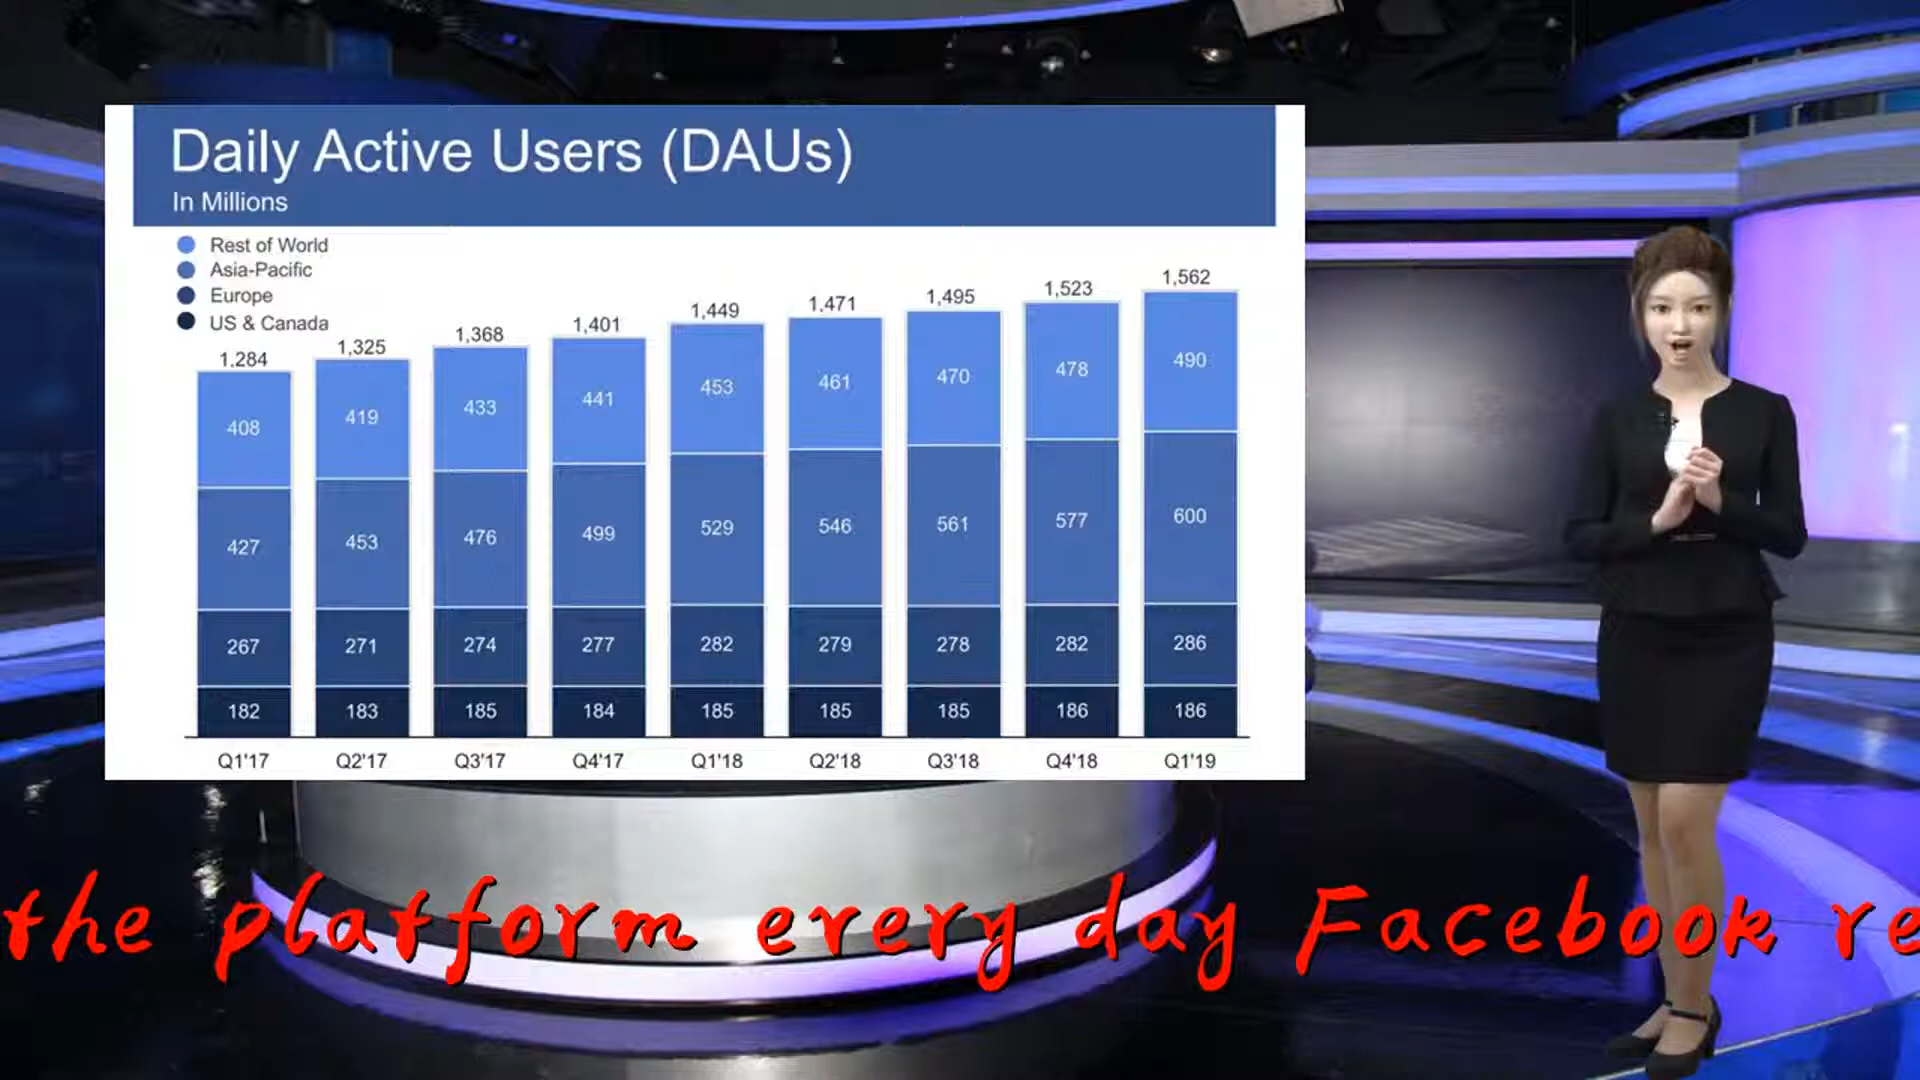 Daily Active Users (DAUs)
In Millions
Rest of World
Asia-Pacific
Europe
US & Canada
1,284 1,325 1,368 1,401 1,449 1,471 1,495 1,523 1,562
408 419 433 441 453 461 470 478 490
427 453 476 499 529 546 561 577 600
267 271 274 277 282 279 278 282 286
182 183 185 184 185 185 185 186 186
Q1'17 Q2'17 Q3'17 Q4'17 Q1'18 Q2'18 Q3'18 Q4'18 Q1'19
the platform every day Facebook re